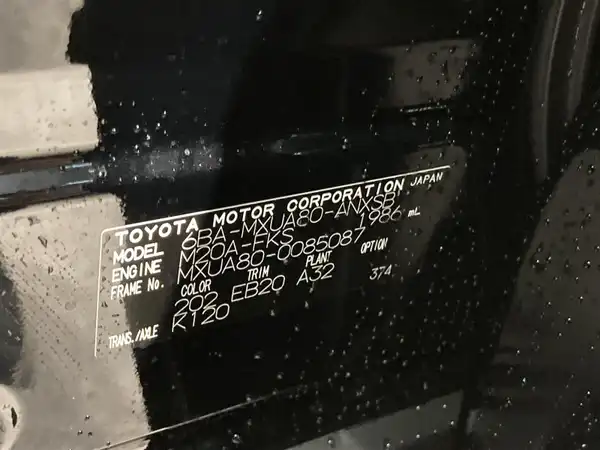 TOYOTA MOTOR CORPORATION JAPAN
MODEL 6BA-MXUA80-ANXSB
ENGINE M20A-FKS 1986 mL
FRAME No. MXUA80-0085087
COLOR TRIM PLANT OPTION
202 EB20 A32 374
TRANS./AXLE K120